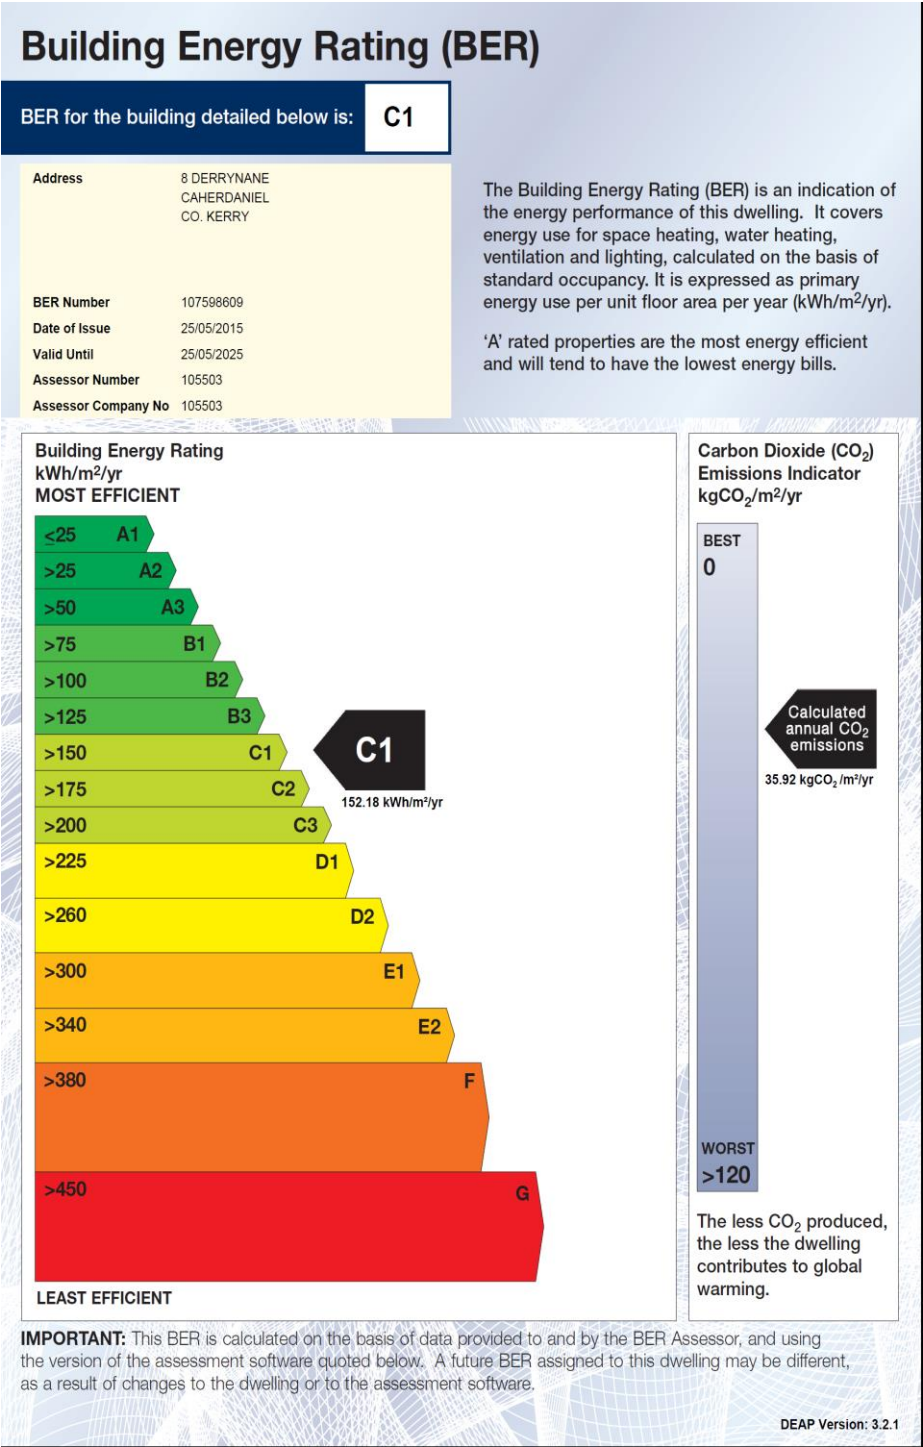 Building Energy Rating (BER)
BER for the building detailed below is: C1
Address 8 DERRYNANE
CAHERDANIEL
CO. KERRY
BER Number 107598609
Date of Issue 25/05/2015
Valid Until 25/05/2025
Assessor Number 105503
Assessor Company No 105503
The Building Energy Rating (BER) is an indication of
the energy performance of this dwelling. It covers
energy use for space heating, water heating,
ventilation and lighting, calculated on the basis of
standard occupancy. It is expressed as primary
energy use per unit floor area per year (kWh/m²/yr).
‘A’ rated properties are the most energy efficient
and will tend to have the lowest energy bills.
Building Energy Rating
kWh/m²/yr
MOST EFFICIENT
≤25 A1
>25 A2
>50 A3
>75 B1
>100 B2
>125 B3
>150 C1
>175 C2
>200 C3
>225 D1
>260 D2
>300 E1
>340 E2
>380 F
>450 G
LEAST EFFICIENT
C1
152.18 kWh/m²/yr
Carbon Dioxide (CO₂)
Emissions Indicator
kgCO₂/m²/yr
BEST
0
Calculated
annual CO₂
emissions
35.92 kgCO₂ /m²/yr
WORST
>120
The less CO₂ produced,
the less the dwelling
contributes to global
warming.
IMPORTANT: This BER is calculated on the basis of data provided to and by the BER Assessor, and using
the version of the assessment software quoted below. A future BER assigned to this dwelling may be different,
as a result of changes to the dwelling or to the assessment software.
DEAP Version: 3.2.1